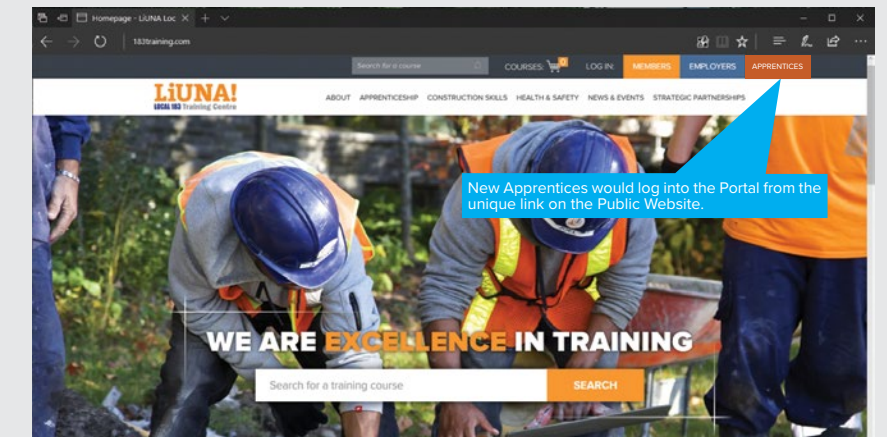 Homepage - LiUNA Loc
183training.com
Search for a course
COURSES: 0
LOG IN:
MEMBERS
EMPLOYERS
APPRENTICES
LiUNA!
LOCAL 183 Training Centre
ABOUT APPRENTICESHIP CONSTRUCTION SKILLS HEALTH & SAFETY NEWS & EVENTS STRATEGIC PARTNERSHIPS
New Apprentices would log into the Portal from the
unique link on the Public Website.
WE ARE EXCELLENCE IN TRAINING
Search for a training course
SEARCH